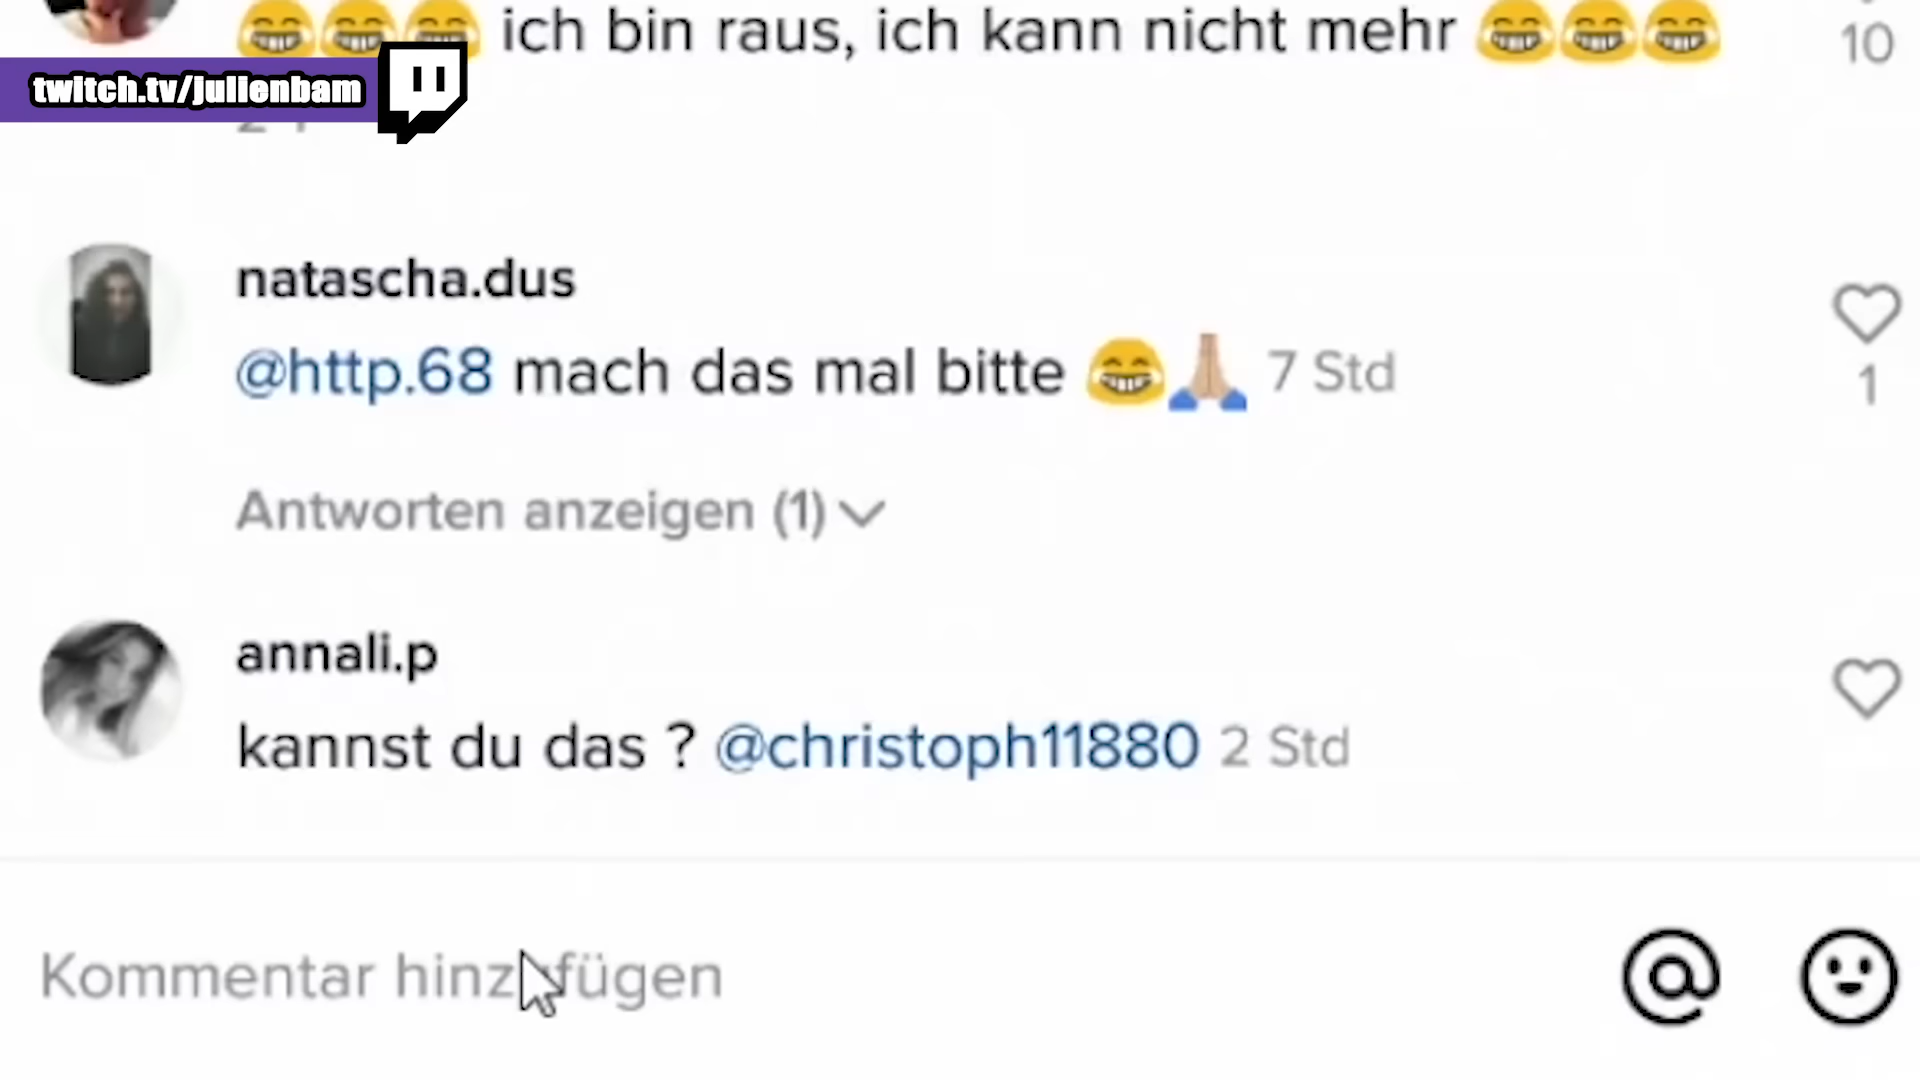 😂😂😂 ich bin raus, ich kann nicht mehr 😂😂😂
10
twitch.tv/julienbam
natascha.dus
@http.68 mach das mal bitte 😂🙏🏼 7 Std
1
Antworten anzeigen (1)
annali.p
kannst du das ? @christoph11880 2 Std
Kommentar hinzufügen